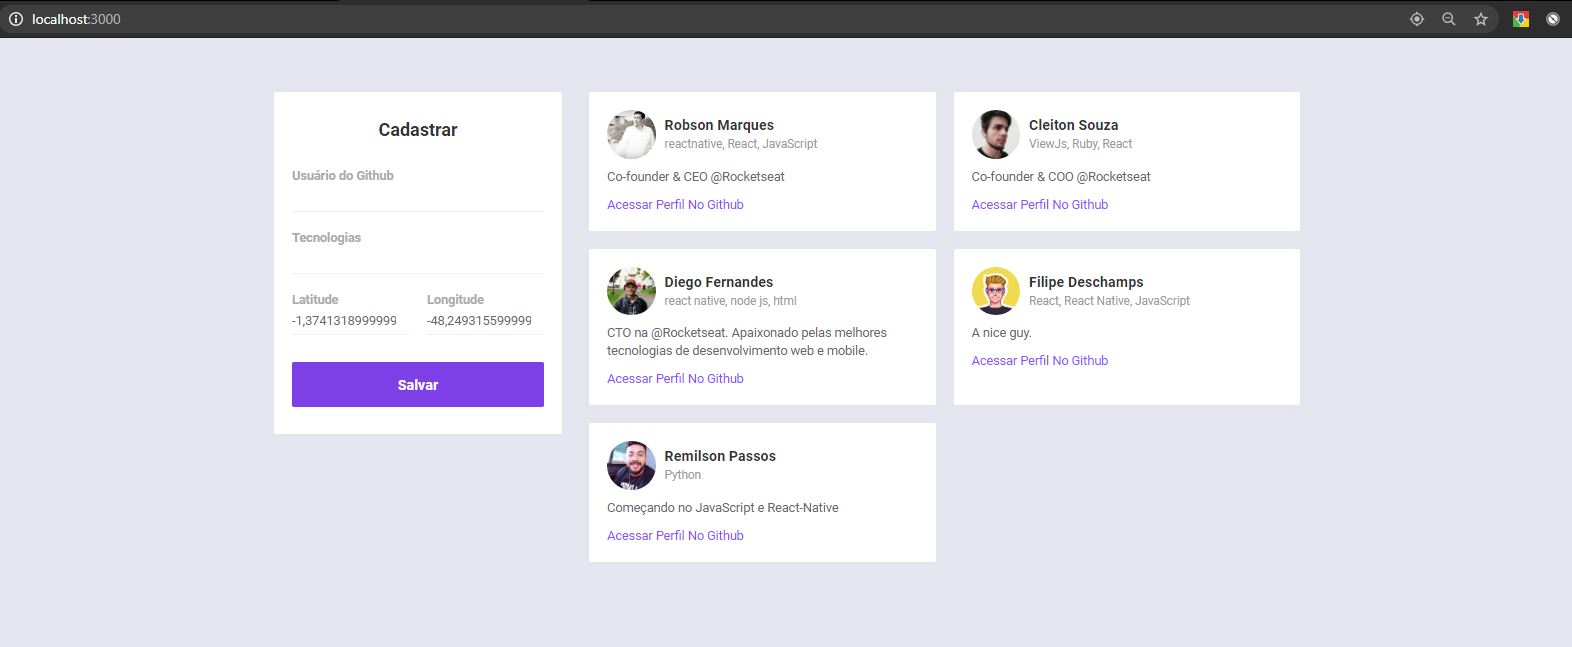 localhost:3000
Cadastrar
Usuário do Github
Tecnologias
Latitude
Longitude
-1,3741318999999
-48,249315599999
Salvar
Robson Marques
reactnative, React, JavaScript
Co-founder & CEO @Rocketseat
Acessar Perfil No Github
Cleiton Souza
ViewJs, Ruby, React
Co-founder & COO @Rocketseat
Acessar Perfil No Github
Diego Fernandes
react native, node js, html
CTO na @Rocketseat. Apaixonado pelas melhores
tecnologias de desenvolvimento web e mobile.
Acessar Perfil No Github
Filipe Deschamps
React, React Native, JavaScript
A nice guy.
Acessar Perfil No Github
Remilson Passos
Python
Começando no JavaScript e React-Native
Acessar Perfil No Github